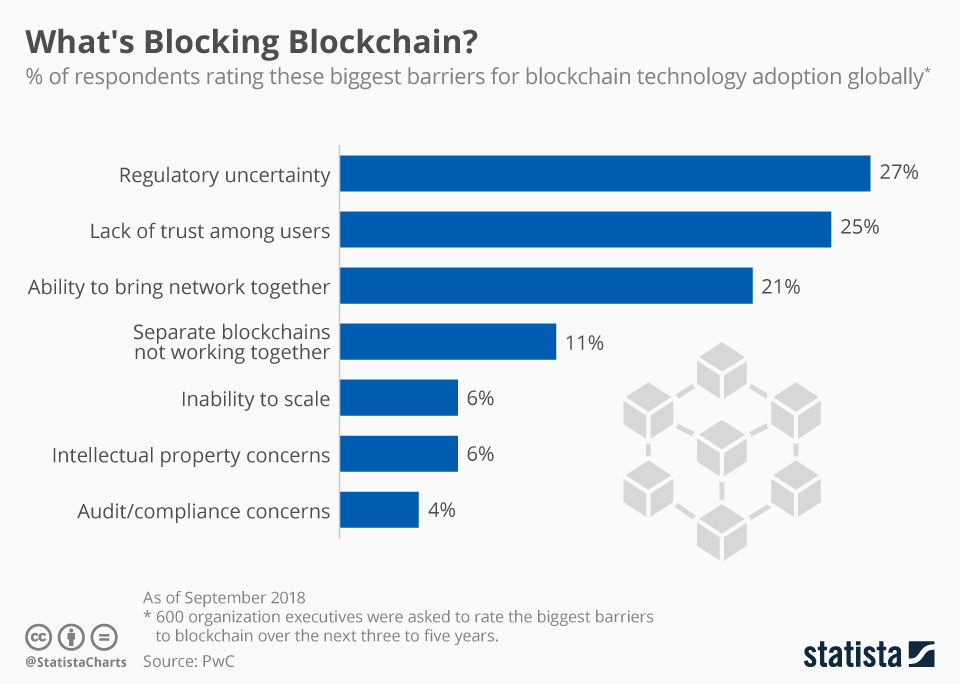 What's Blocking Blockchain?
% of respondents rating these biggest barriers for blockchain technology adoption globally*
Regulatory uncertainty 27%
Lack of trust among users 25%
Ability to bring network together 21%
Separate blockchains
not working together 11%
Inability to scale 6%
Intellectual property concerns 6%
Audit/compliance concerns 4%
As of September 2018
* 600 organization executives were asked to rate the biggest barriers
to blockchain over the next three to five years.
cc
@StatistaCharts Source: PwC
statista